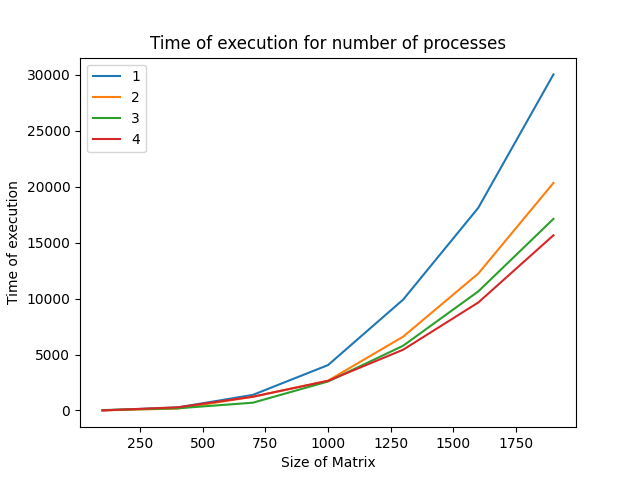 Time of execution for number of processes
1
2
3
4
30000
25000
20000
15000
10000
5000
0
Time of execution
250 500 750 1000 1250 1500 1750
Size of Matrix